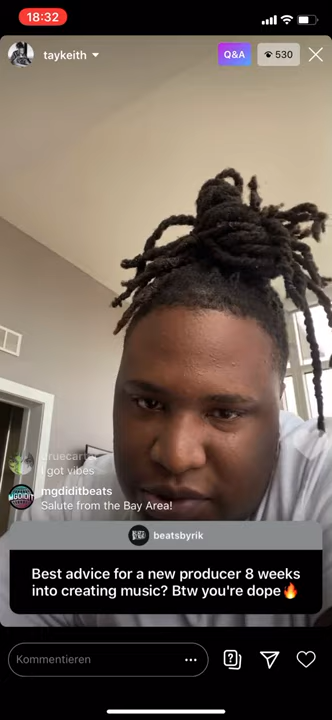 18:32
taykeith
Q&A
530
I got vibes
mgdiditbeats
Salute from the Bay Area!
beatsbyrik
Best advice for a new producer 8 weeks
into creating music? Btw you're dope🔥
Kommentieren